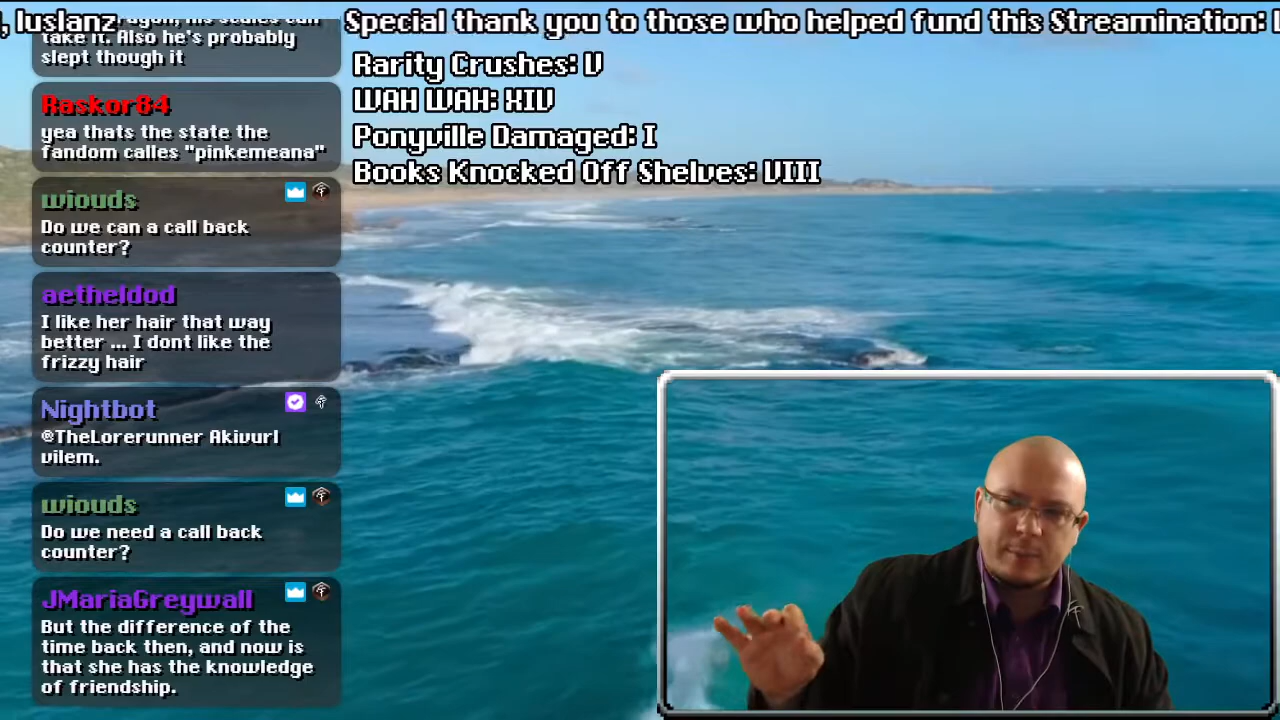 , luslanz
Special thank you to those who helped fund this Streamination:
take it. Also he's probably
slept though it
Raskor84
yea thats the state the
fandom calles "pinkemeana"
wiouds
Do we can a call back
counter?
aetheldod
I like her hair that way
better ... I dont like the
frizzy hair
Nightbot
@TheLorerunner Akivurl
vilem.
wiouds
Do we need a call back
counter?
JMariaGreywall
But the difference of the
time back then, and now is
that she has the knowledge
of friendship.
Rarity Crushes: V
WAH WAH: XIV
Ponyville Damaged: I
Books Knocked Off Shelves: VIII